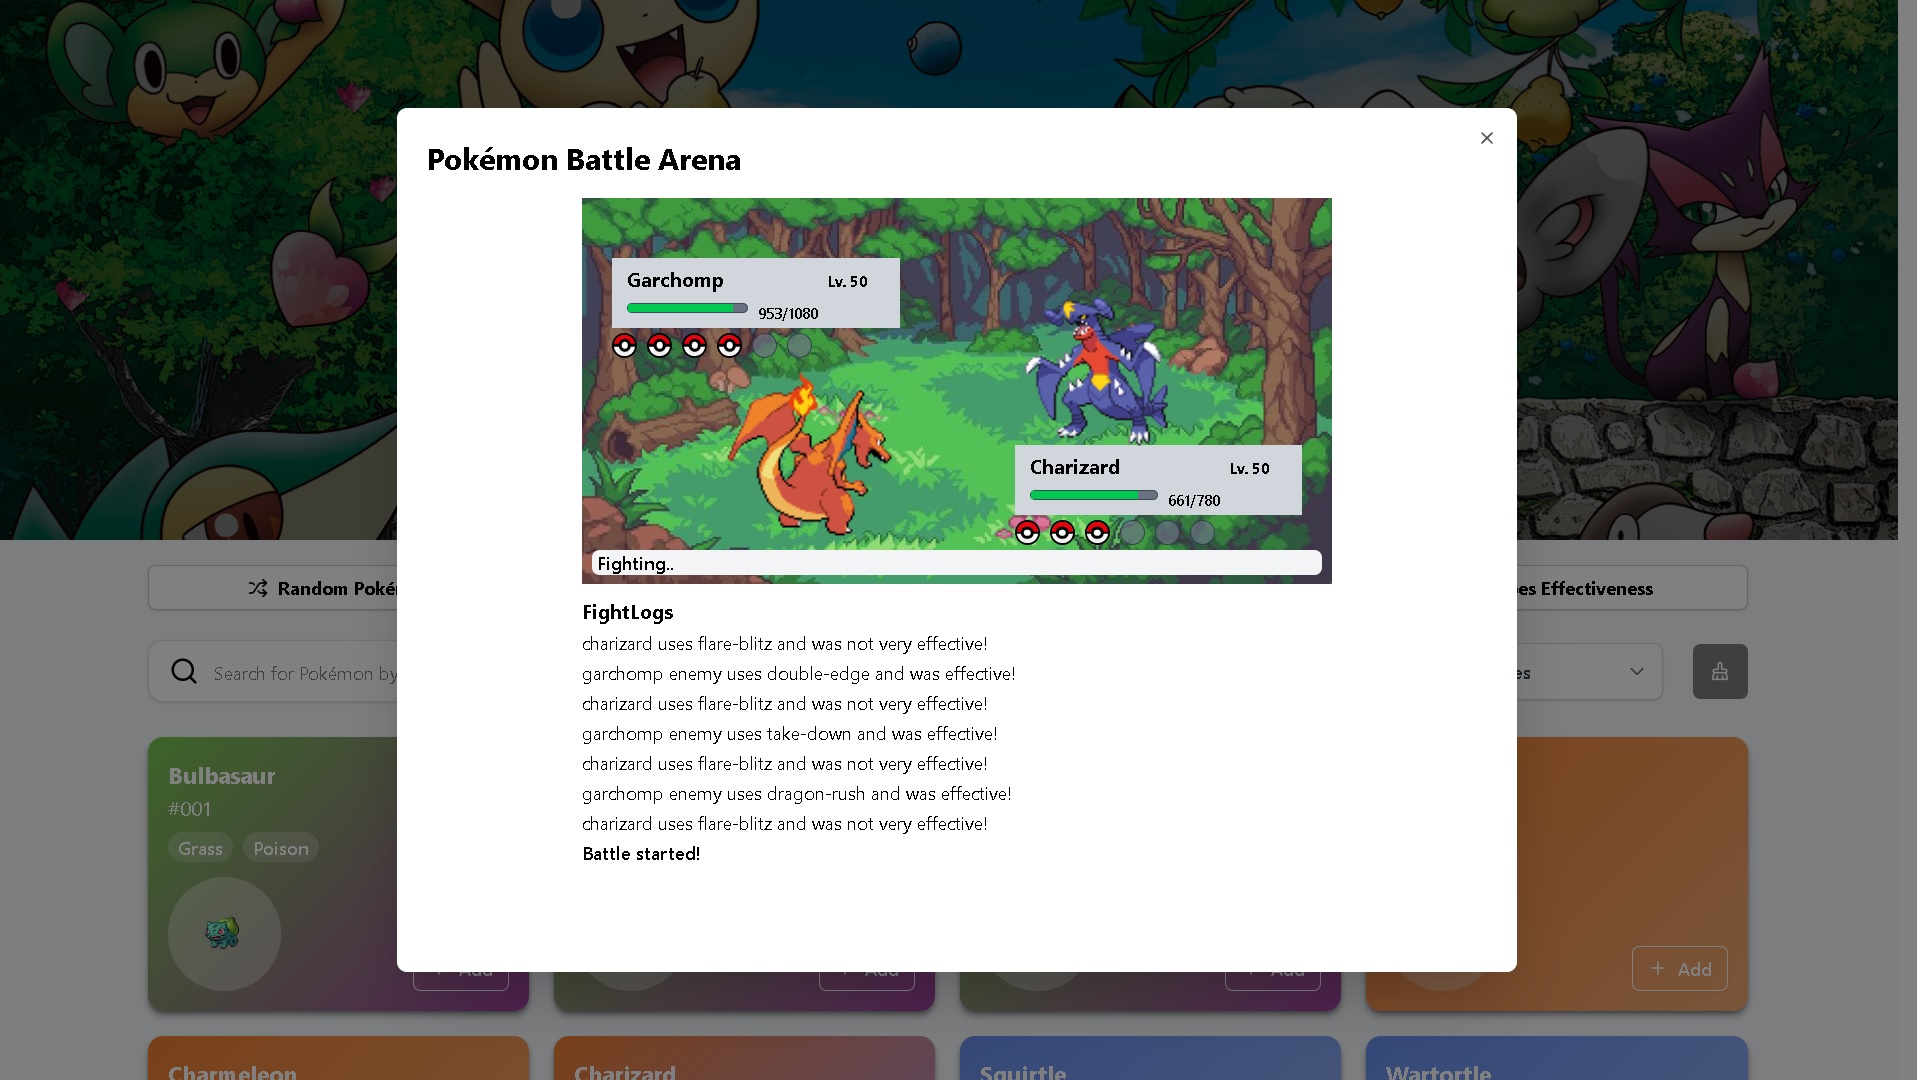 Pokémon Battle Arena
Garchomp Lv. 50
953/1080
Charizard Lv. 50
661/780
Fighting..
FightLogs
charizard uses flare-blitz and was not very effective!
garchomp enemy uses double-edge and was effective!
charizard uses flare-blitz and was not very effective!
garchomp enemy uses take-down and was effective!
charizard uses flare-blitz and was not very effective!
garchomp enemy uses dragon-rush and was effective!
charizard uses flare-blitz and was not very effective!
Battle started!
Random Poké
es Effectiveness
Search for Pokémon by
es
Bulbasaur
#001
Grass Poison
Add
Add
Add
Add
Charmeleon
Charizard
Squirtle
Wartortle